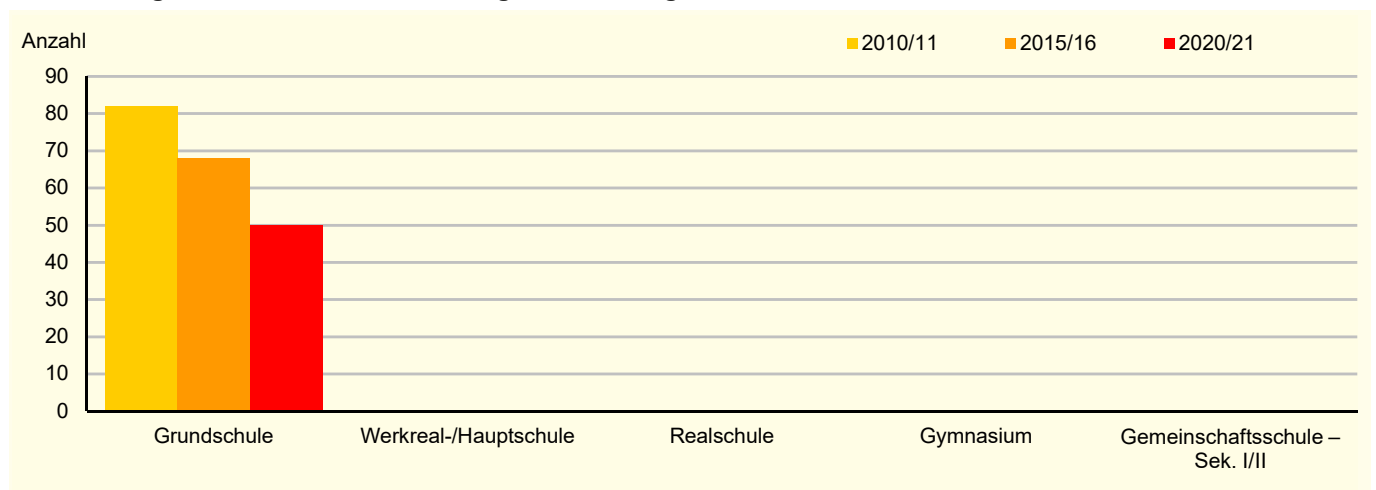 Anzahl
2010/11
2015/16
2020/21
90
80
70
60
50
40
30
20
10
0
Grundschule
Werkreal-/Hauptschule
Realschule
Gymnasium
Gemeinschaftsschule –
Sek. I/II